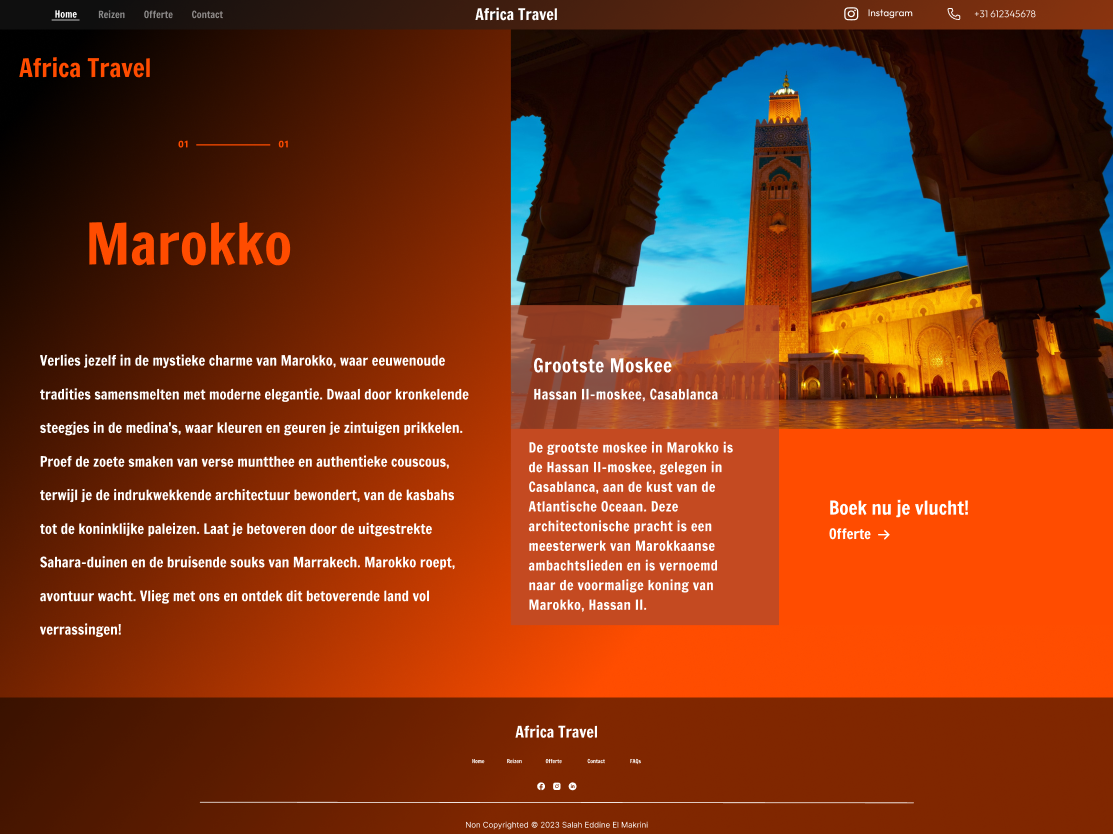 Home Reizen Offerte Contact Africa Travel Instagram +31 612345678
Africa Travel
01 01
Marokko
Verlies jezelf in de mystieke charme van Marokko, waar eeuwenoude
tradities samensmelten met moderne elegantie. Dwaal door kronkelende
steegjes in de medina's, waar kleuren en geuren je zintuigen prikkelen.
Proef de zoete smaken van verse muntthee en authentieke couscous,
terwijl je de indrukwekkende architectuur bewondert, van de kasbahs
tot de koninklijke paleizen. Laat je betoveren door de uitgestrekte
Sahara-duinen en de bruisende souks van Marrakech. Marokko roept,
avontuur wacht. Vlieg met ons en ontdek dit betoverende land vol
verrassingen!
Grootste Moskee
Hassan II-moskee, Casablanca
De grootste moskee in Marokko is
de Hassan II-moskee, gelegen in
Casablanca, aan de kust van de
Atlantische Oceaan. Deze
architectonische pracht is een
meesterwerk van Marokkaanse
ambachtslieden en is vernoemd
naar de voormalige koning van
Marokko, Hassan II.
Boek nu je vlucht!
Offerte →
Africa Travel
Home Reizen Offerte Contact FAQs
Non Copyrighted © 2023 Salah Eddine El Makrini